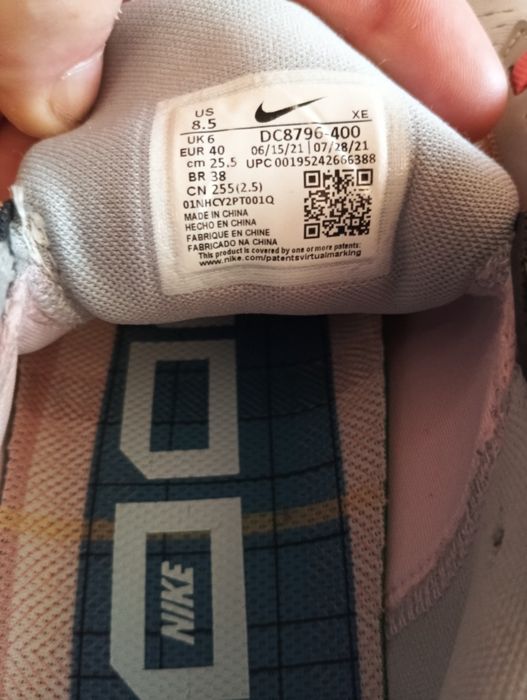 US
8.5
XE
UK 6
DC8796-400
EUR 40
06/15/21 | 07/28/21
cm 25.5
UPC 00195242666388
BR 38
CN 255(2.5)
01NHCY2PT001Q
MADE IN CHINA
HECHO EN CHINA
FABRIQUE EN CHINE
FABRICADO NA CHINA
This product is covered by one or more patents:
www.nike.com/patentsvirtualmarking
NIKE